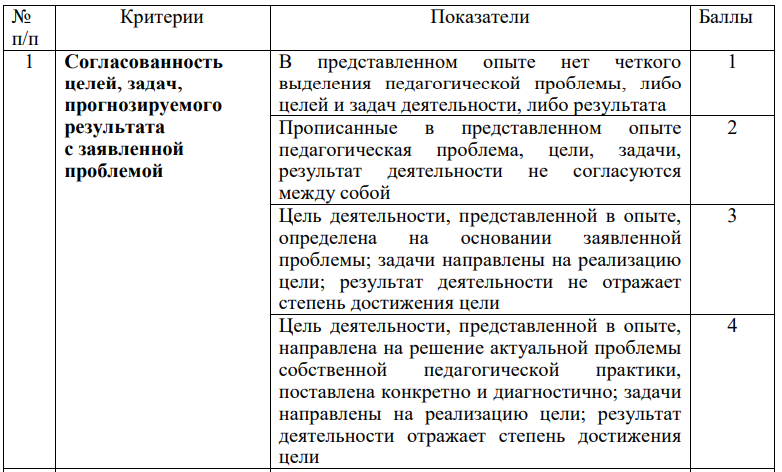 № Критерии Показатели Баллы
п/п
1 Согласованность В представленном опыте нет четкого 1
целей, задач, выделения педагогической проблемы, либо
прогнозируемого целей и задач деятельности, либо результата
результата Прописанные в представленном опыте 2
с заявленной педагогическая проблема, цели, задачи,
проблемой результат деятельности не согласуются
между собой
Цель деятельности, представленной в опыте, 3
определена на основании заявленной
проблемы; задачи направлены на реализацию
цели; результат деятельности не отражает
степень достижения цели
Цель деятельности, представленной в опыте, 4
направлена на решение актуальной проблемы
собственной педагогической практики,
поставлена конкретно и диагностично; задачи
направлены на реализацию цели; результат
деятельности отражает степень достижения
цели